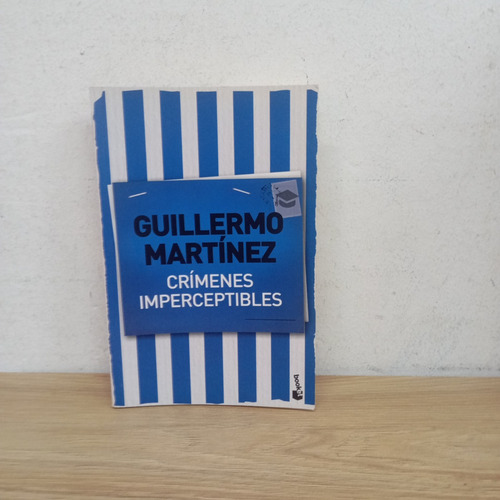 GUILLERMO
MARTÍNEZ
CRÍMENES
IMPERCEPTIBLES
booket